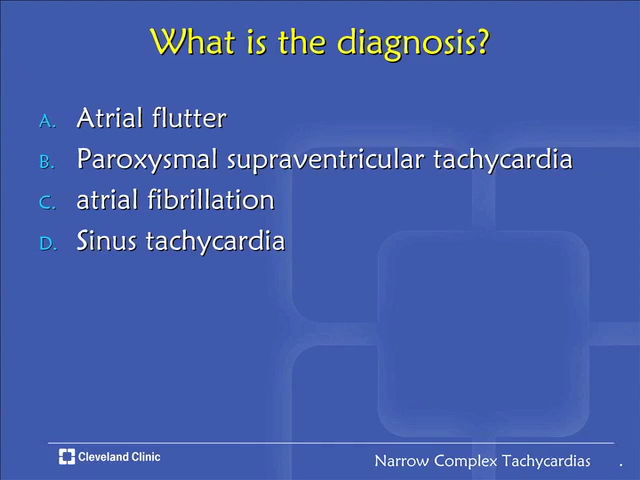 What is the diagnosis?
A. Atrial flutter
B. Paroxysmal supraventricular tachycardia
C. atrial fibrillation
D. Sinus tachycardia
Cleveland Clinic
Narrow Complex Tachycardias .